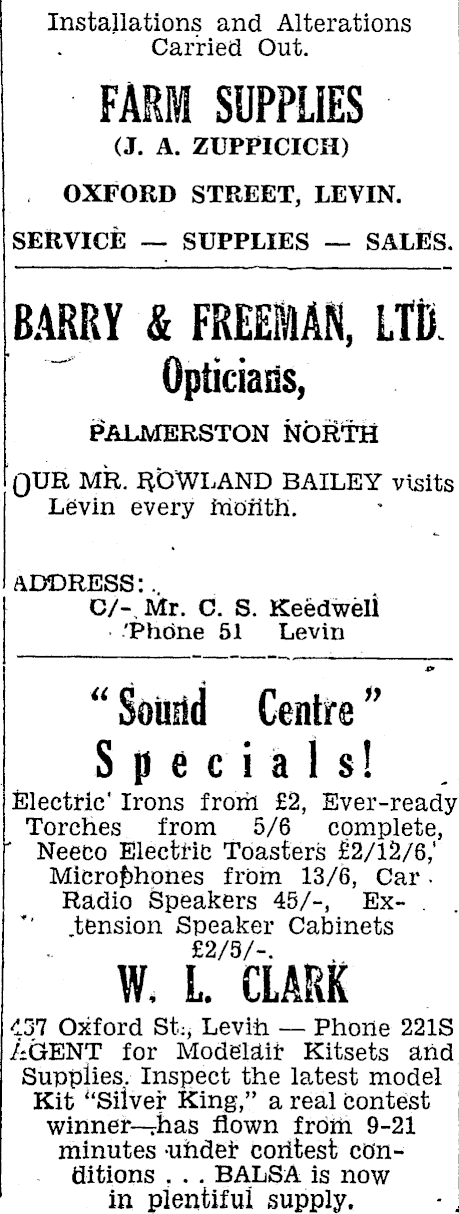 Installations and Alterations
Carried Out.
FARM SUPPLIES
(J. A. ZUPPICICH)
OXFORD STREET, LEVIN.
SERVICE — SUPPLIES — SALES.
BARRY & FREEMAN, LTD.
Opticians,
PALMERSTON NORTH
OUR MR. ROWLAND BAILEY visits
Levin every month.
ADDRESS:
C/- Mr. C. S. Keedwell
'Phone 51 Levin
"Sound Centre"
Specials!
Electric Irons from £2, Ever-ready
Torches from 5/6 complete,
Neeco Electric Toasters £2/12/6,
Microphones from 13/6, Car
Radio Speakers 45/-, Ex-
tension Speaker Cabinets
£2/5/-.
W. L. CLARK
457 Oxford St., Levin — Phone 221S
AGENT for Modelair Kitsets and
Supplies. Inspect the latest model
Kit "Silver King," a real contest
winner—has flown from 9-21
minutes under contest con-
ditions . . . BALSA is now
in plentiful supply.